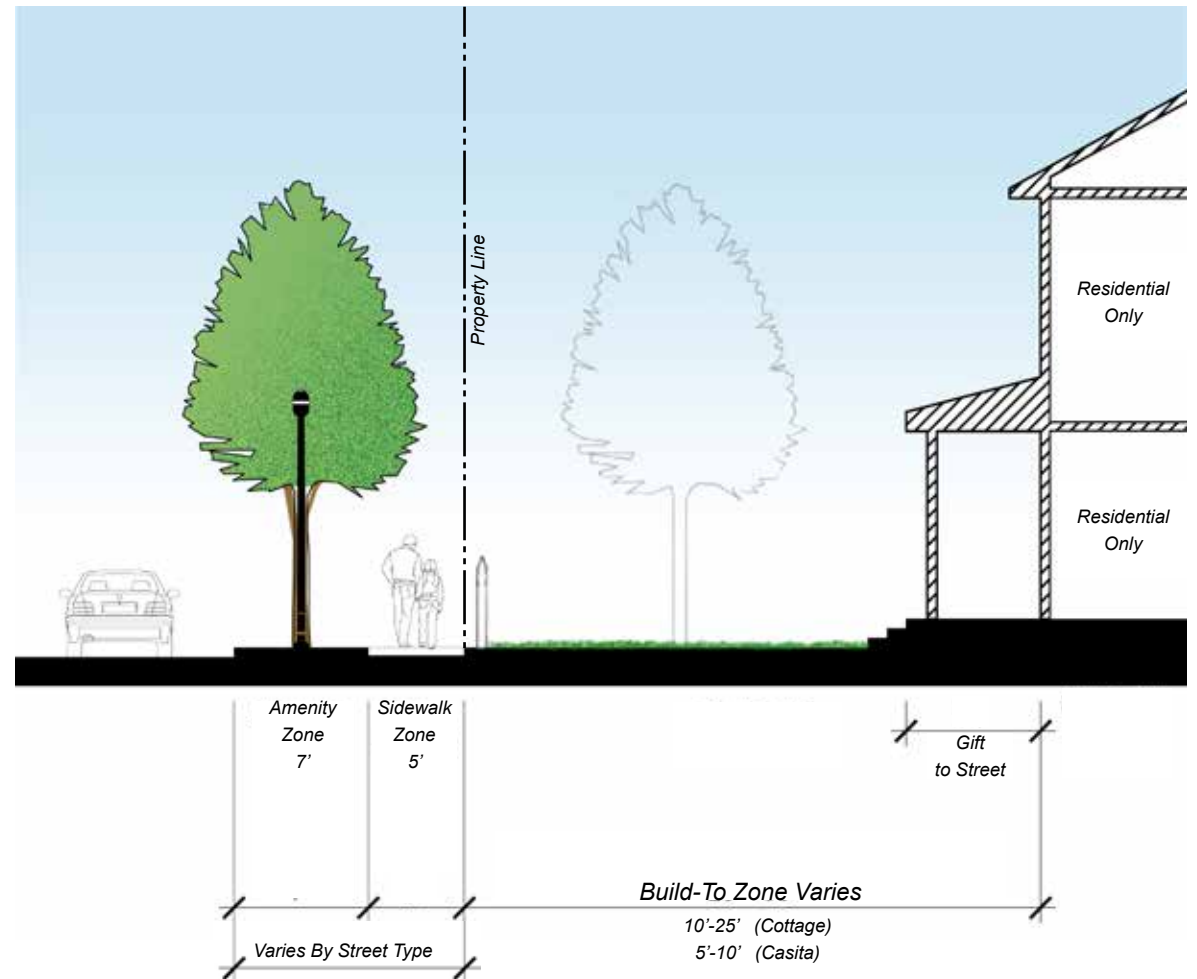 Property Line
Residential
Only
Residential
Only
Amenity
Zone
7’
Sidewalk
Zone
5’
Gift
to Street
Build-To Zone Varies
10’-25’ (Cottage)
5’-10’ (Casita)
Varies By Street Type